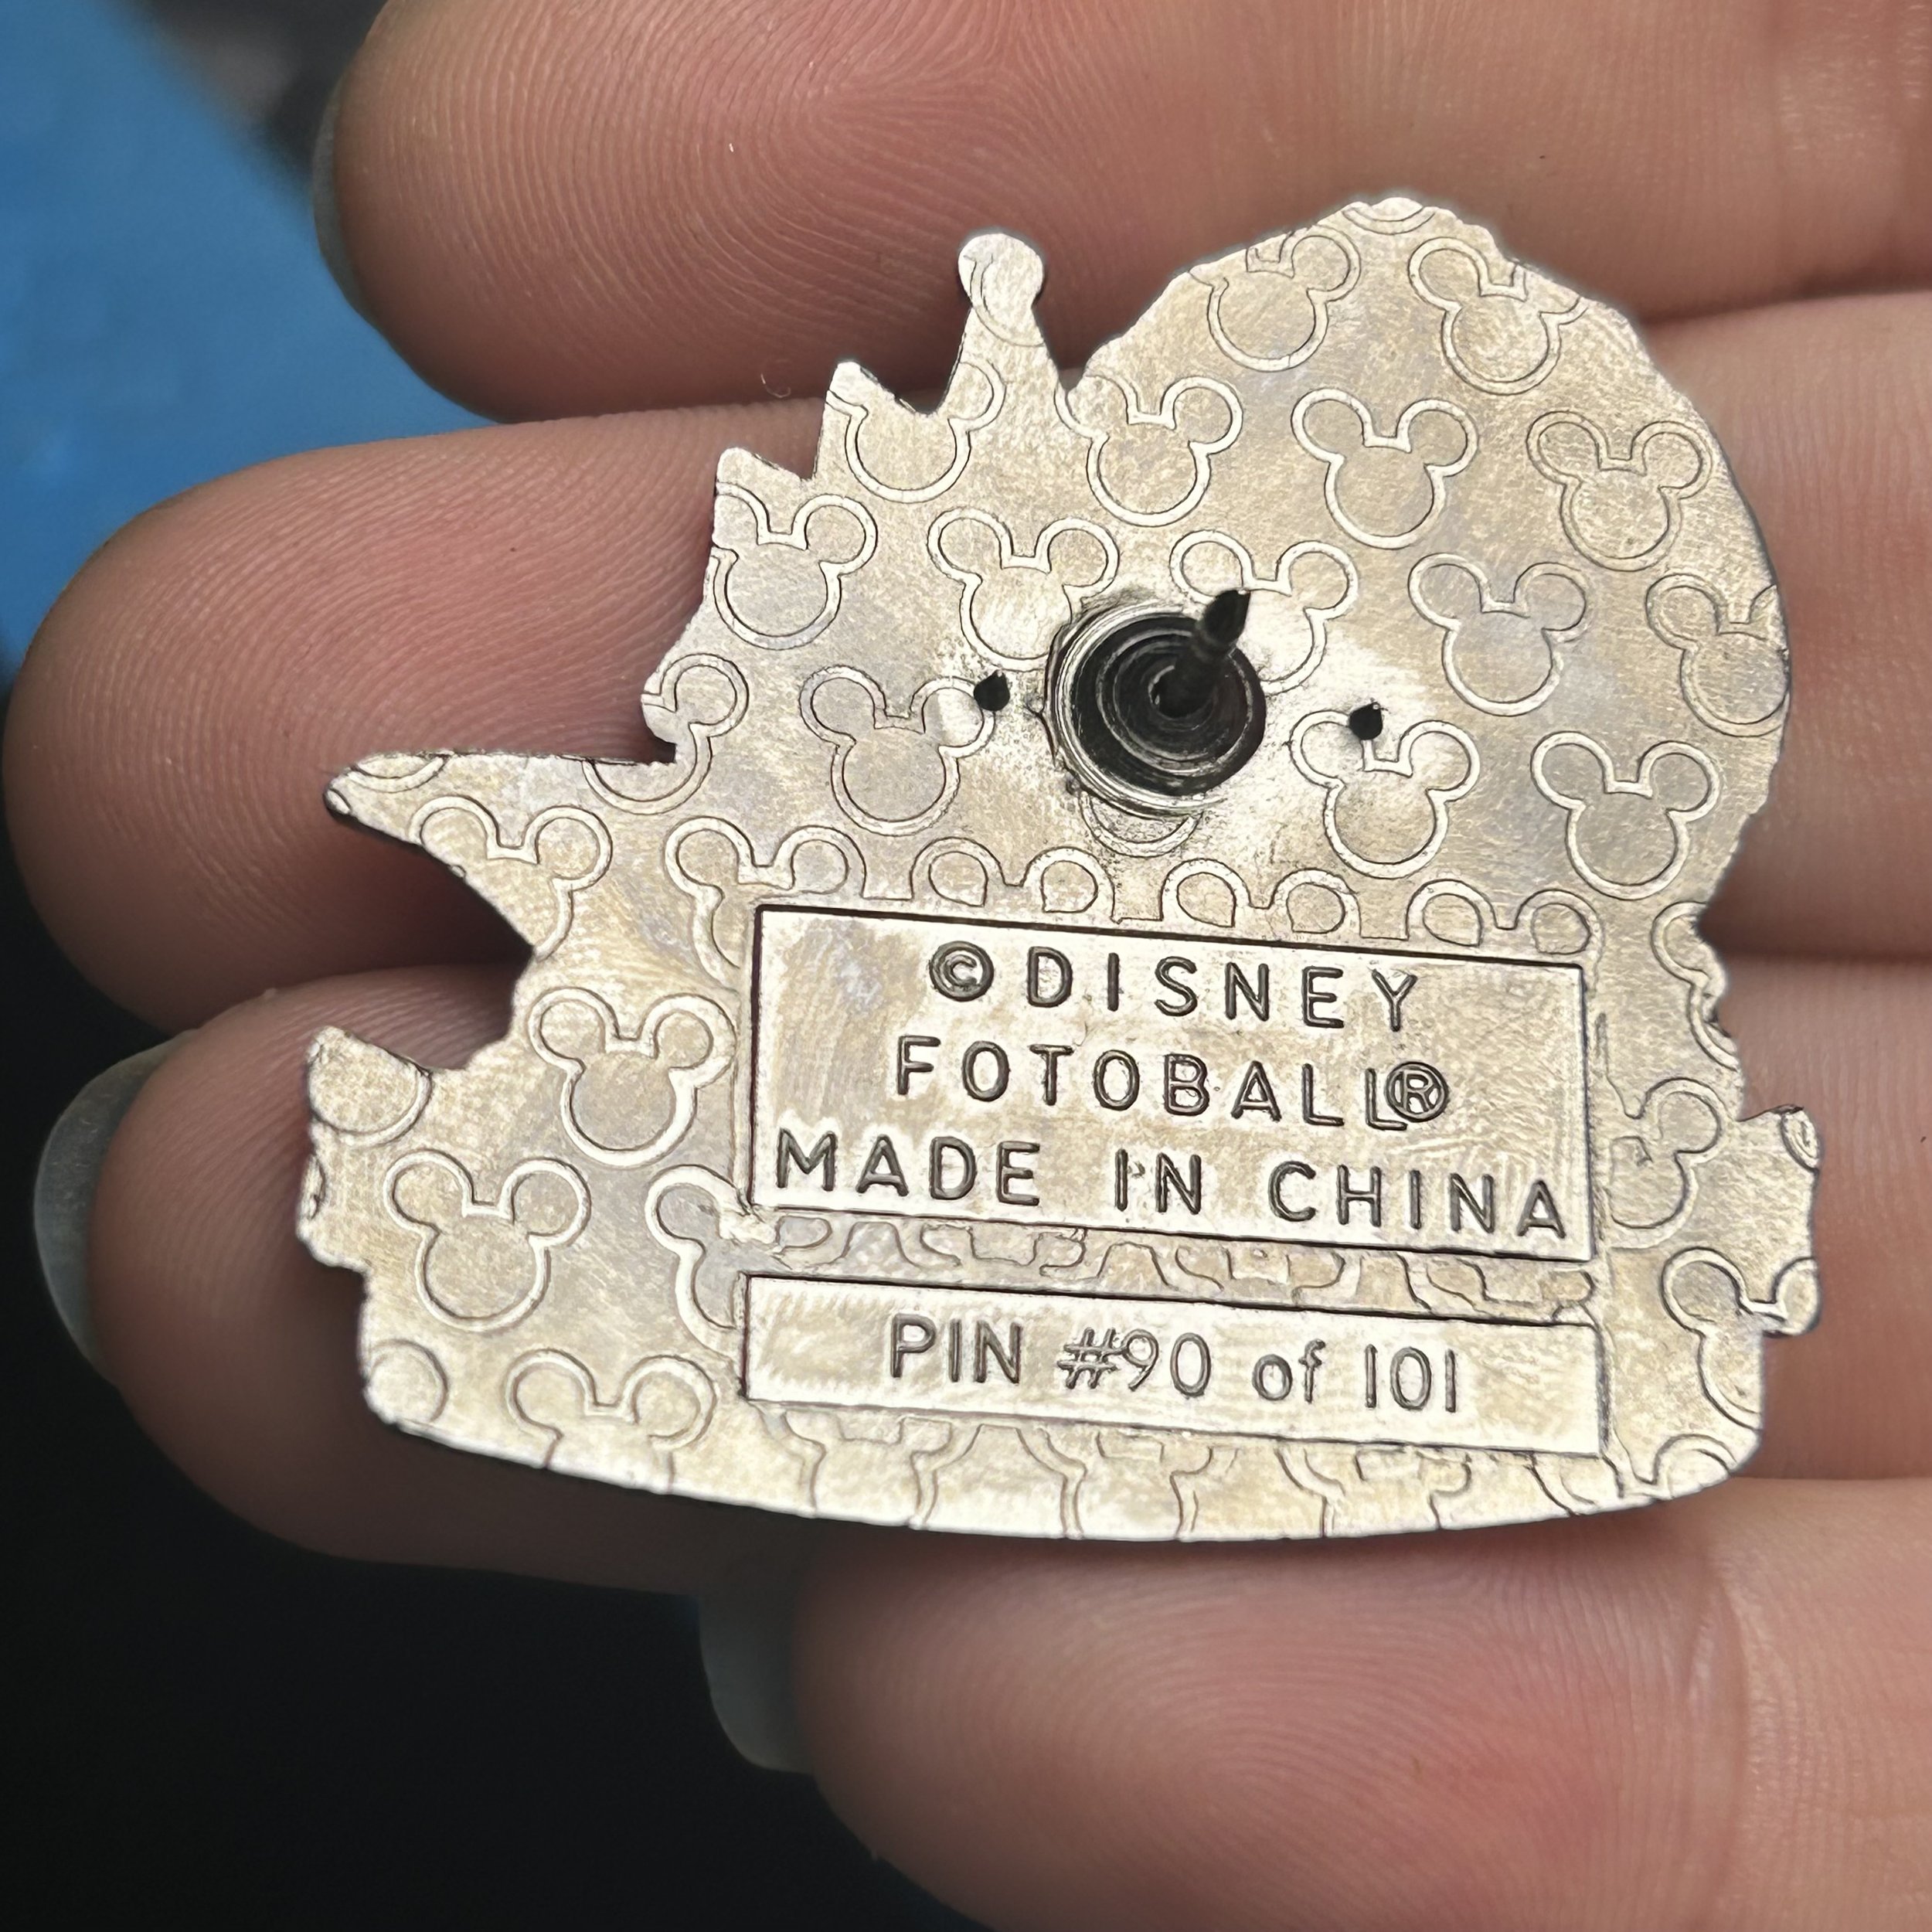 ©DISNEY
FOTOBALL®
MADE IN CHINA
PIN #90 of 101